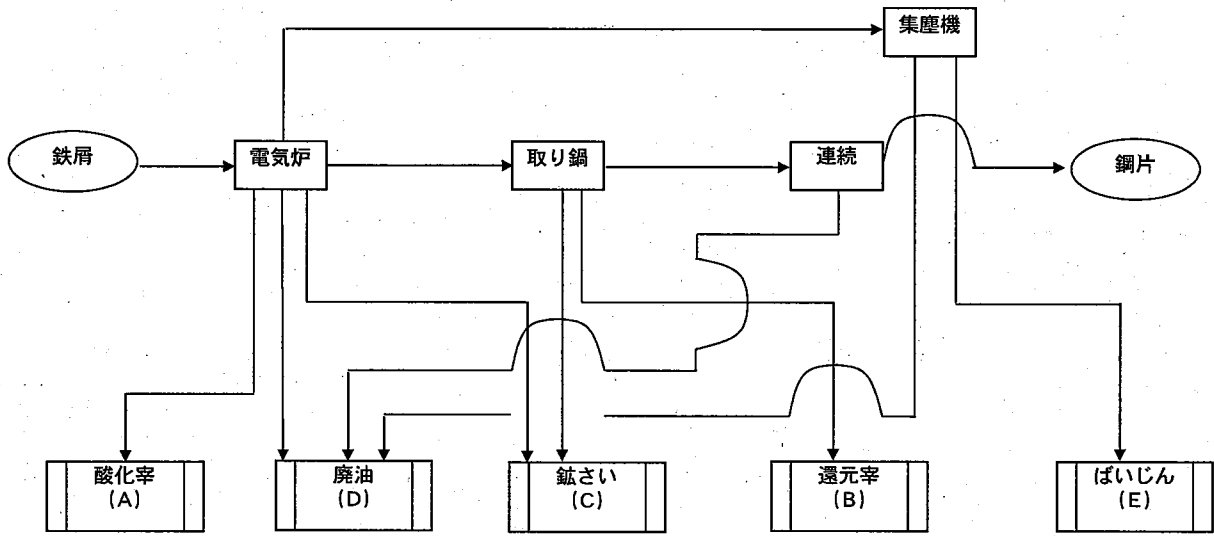 集塵機
鉄屑
電気炉
取り鍋
連続
鋼片
酸化宰
(A)
廃油
(D)
鉱さい
(C)
還元宰
(B)
ばいじん
(E)